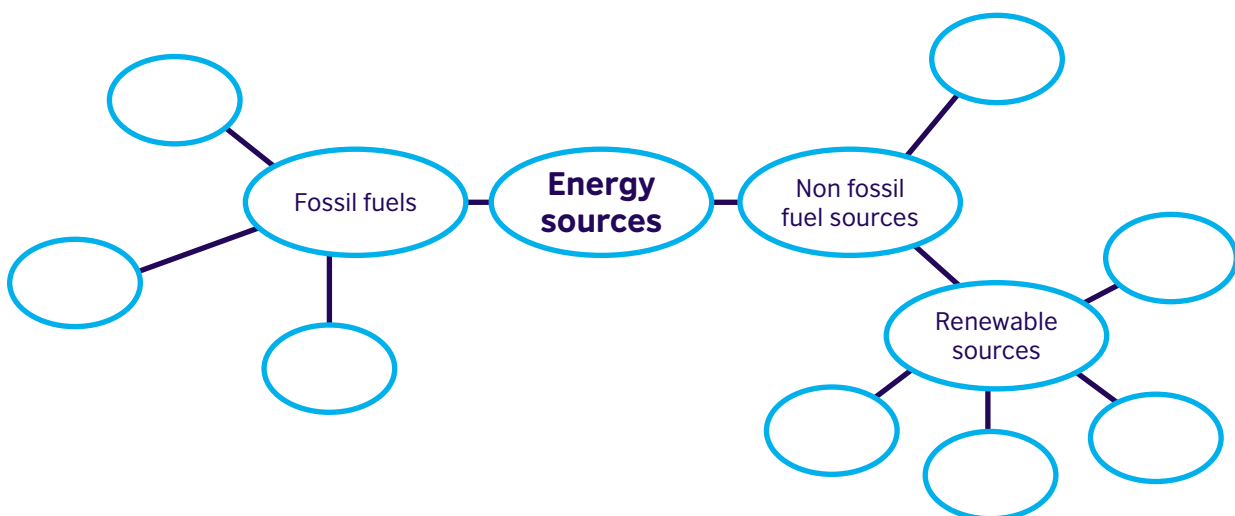 Fossil fuels
Energy
sources
Non fossil
fuel sources
Renewable
sources